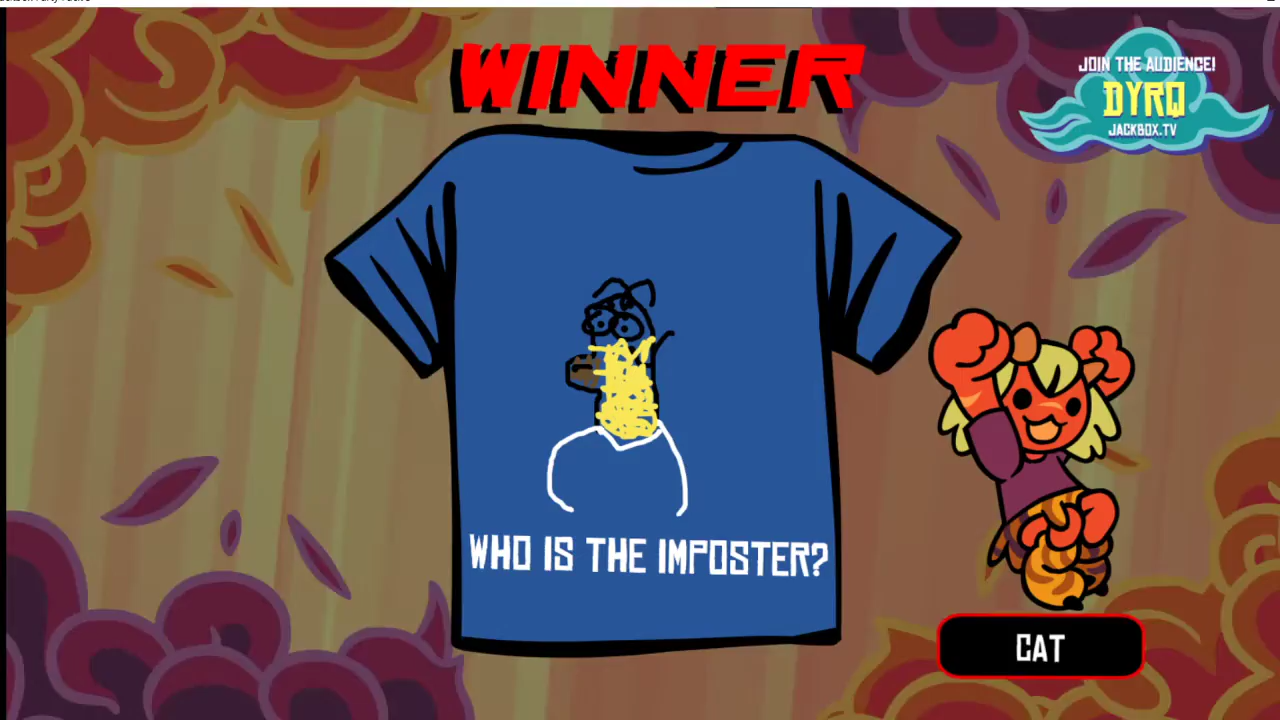 WINNER
JOIN THE AUDIENCE!
DYRQ
JACKBOX.TV
WHO IS THE IMPOSTER?
CAT